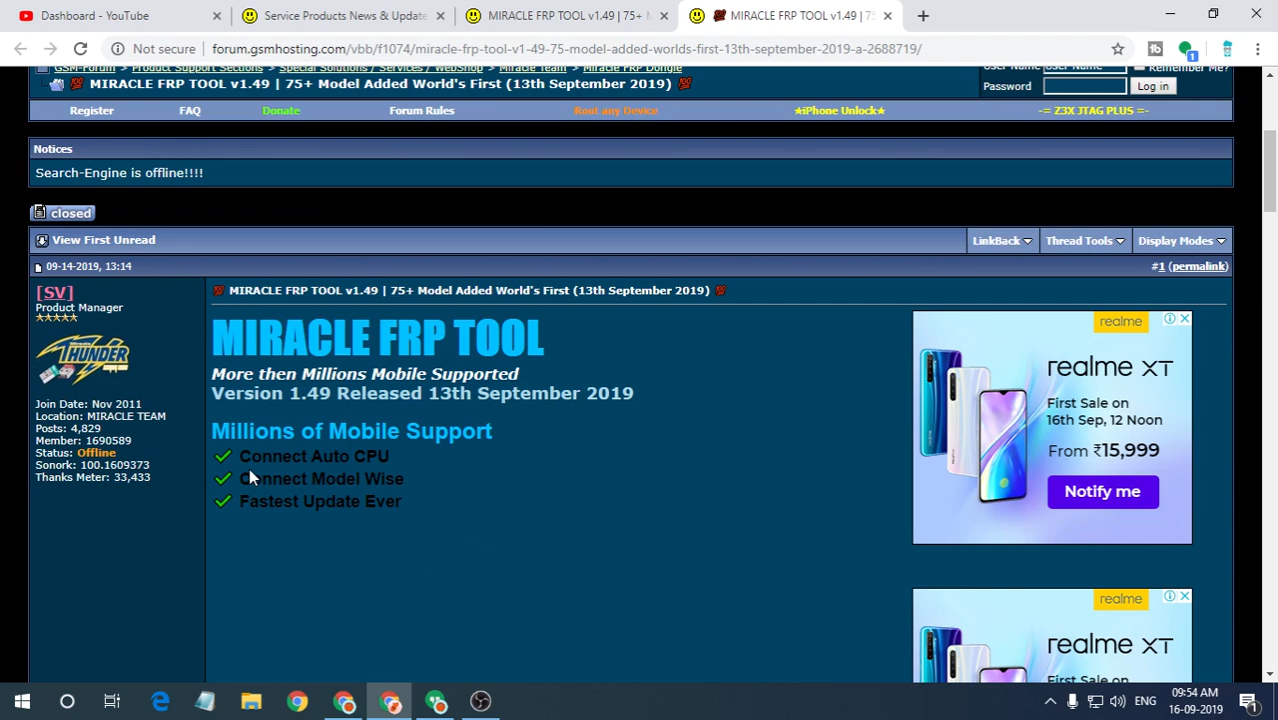 Dashboard - YouTube
Service Products News & Update
MIRACLE FRP TOOL v1.49 | 75+ M
MIRACLE FRP TOOL v1.49 | 75+
Not secure
forum.gsmhosting.com/vbb/f1074/miracle-frp-tool-v1-49-75-model-added-worlds-first-13th-september-2019-a-2688719/
GSM-Forum > Product Support Sections > Special Solutions / Services / WebShop > Miracle Team > Miracle FRP Dongle
User Name User Name Remember Me?
MIRACLE FRP TOOL v1.49 | 75+ Model Added World's First (13th September 2019)
Password Log in
Register FAQ Donate Forum Rules Root any Device ★iPhone Unlock★ -= Z3X JTAG PLUS =-
Notices
Search-Engine is offline!!!!
closed
View First Unread
LinkBack Thread Tools Display Modes
09-14-2019, 13:14
#1 (permalink)
[SV]
Product Manager
THUNDER
Join Date: Nov 2011
Location: MIRACLE TEAM
Posts: 4,829
Member: 1690589
Status: Offline
Sonork: 100.1609373
Thanks Meter: 33,433
MIRACLE FRP TOOL v1.49 | 75+ Model Added World's First (13th September 2019)
MIRACLE FRP TOOL
More then Millions Mobile Supported
Version 1.49 Released 13th September 2019
Millions of Mobile Support
Connect Auto CPU
Connect Model Wise
Fastest Update Ever
realme
realme XT
First Sale on
16th Sep, 12 Noon
From ₹15,999
Notify me
realme
realme XT
First Sale on
ENG
09:54 AM
16-09-2019